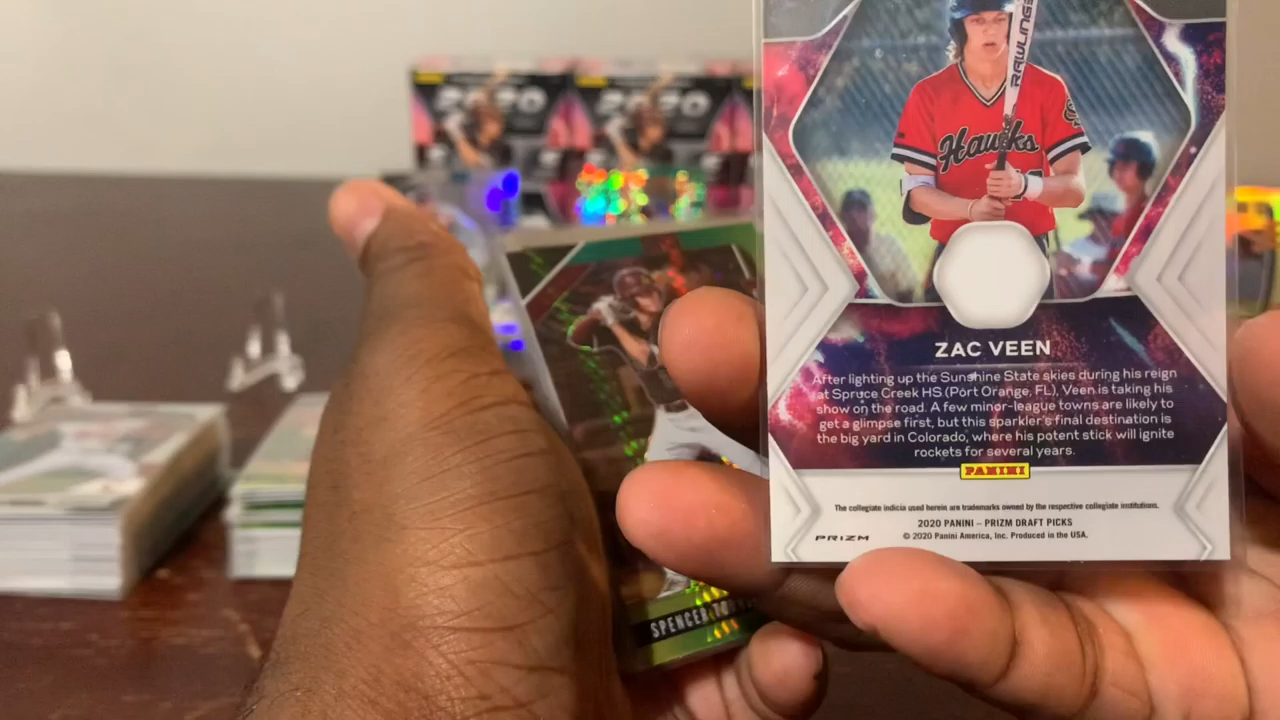 2020
2020
RAWLINGS
Hawks
ZAC VEEN
After lighting up the Sunshine State skies during his reign
at Spruce Creek HS (Port Orange, FL), Veen is taking his
show on the road. A few minor-league towns are likely to
get a glimpse first, but this sparkler's final destination is
the big yard in Colorado, where his potent stick will ignite
rockets for several years.
PANINI
The collegiate indicia used herein are trademarks owned by the respective collegiate institutions.
2020 PANINI – PRIZM DRAFT PICKS
PRIZM
© 2020 Panini America, Inc. Produced in the USA.
SPENCER